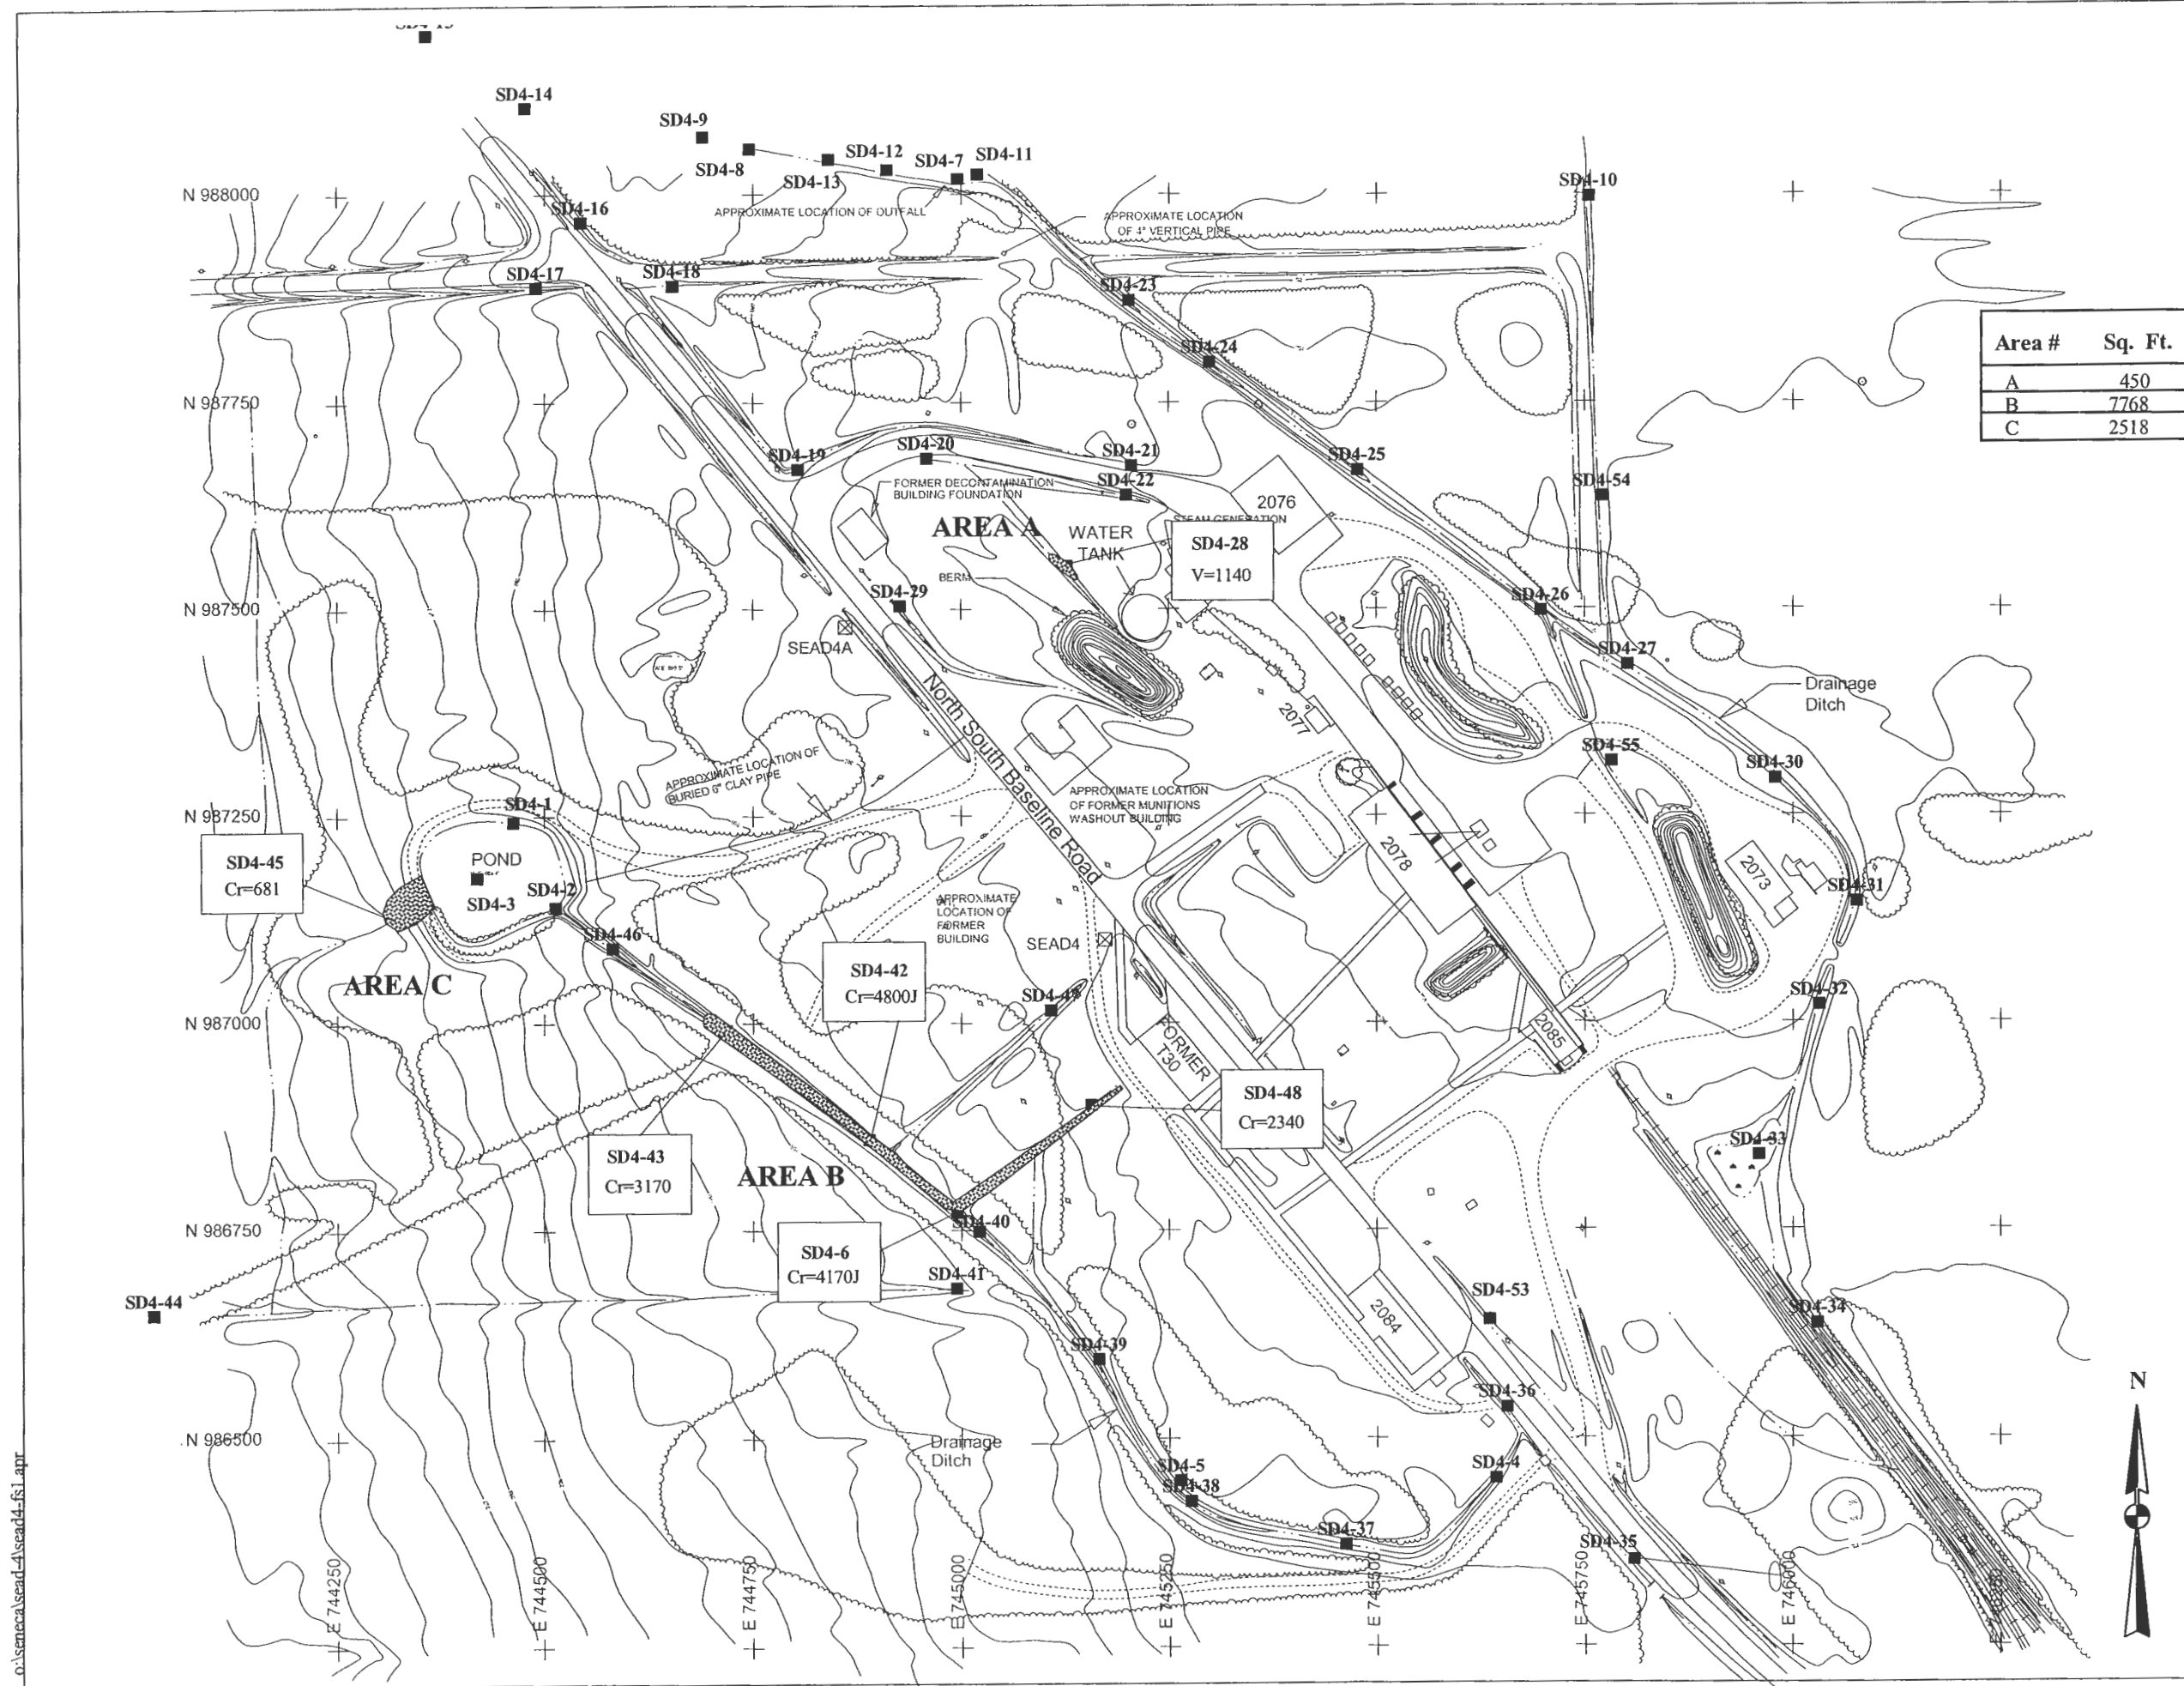 SD4-14
SD4-9
SD4-8
SD4-13
SD4-12
SD4-7
SD4-11
SD4-10
N 988000
SD4-16
APPROXIMATE LOCATION OF OUTFALL
APPROXIMATE LOCATION
OF 4" VERTICAL PIPE
SD4-17
SD4-18
SD4-23
SD4-24
Area # Sq. Ft.
A 450
B 7768
C 2518
N 987750
SD4-19
SD4-20
SD4-21
SD4-22
SD4-25
SD4-54
FORMER DECONTAMINATION
BUILDING FOUNDATION
2076
AREA A
WATER
TANK
STEAM GENERATION
SD4-28
V=1140
BERM
N 987500
SD4-29
SD4-26
SEAD4A
SD4-27
North South Baseline Road
2077
Drainage
Ditch
SD4-55
SD4-30
APPROXIMATE LOCATION OF
BURIED 6" CLAY PIPE
APPROXIMATE LOCATION
OF FORMER MUNITIONS
WASHOUT BUILDING
N 987250
SD4-1
SD4-45
Cr=681
POND
SD4-3
SD4-2
2078
2073
SD4-31
APPROXIMATE
LOCATION OF
FORMER
BUILDING
SD4-46
SEAD4
AREA C
SD4-42
Cr=4800J
SD4-32
N 987000
FORMER
T30
2085
SD4-48
Cr=2340
SD4-43
Cr=3170
AREA B
SD4-33
N 986750
SD4-40
SD4-6
Cr=4170J
SD4-41
SD4-44
SD4-53
SD4-34
2084
SD4-39
SD4-36
N
N 986500
Drainage
Ditch
SD4-5
SD4-38
SD4-4
SD4-37
SD4-35
E 744250
E 744500
E 744750
E 745000
E 745250
E 745500
E 745750
E 746000
o:\seneca\sead-4\sead4-fs1.apr